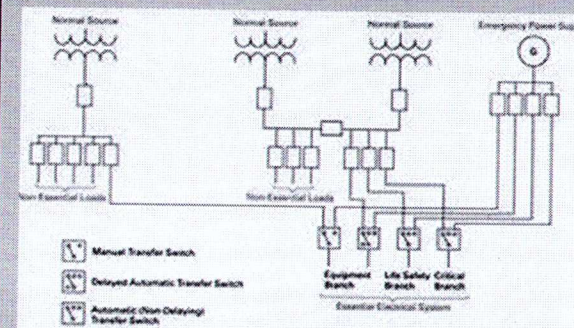 Normal Source
Normal Source
Normal Source
Emergency Power Sup
G
Non-Essential Loads
Non-Essential Loads
Manual Transfer Switch
Delayed Automatic Transfer Switch
Automatic (Non-Delaying)
Transfer Switch
Equipment
Branch
Life Safety
Branch
Critical
Branch
Essential Electrical System